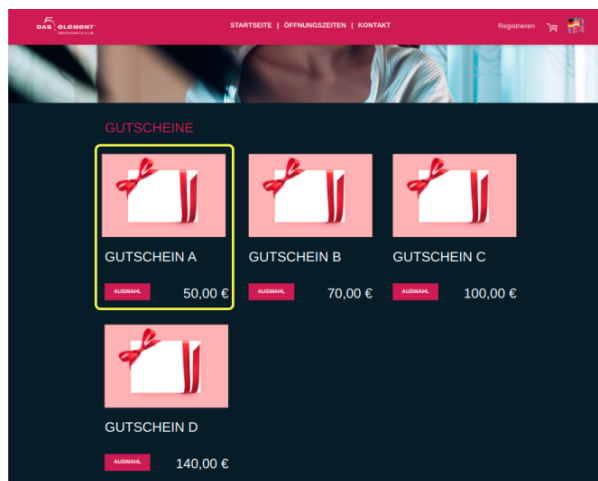 DAS element
STARTSEITE | ÖFFNUNGSZEITEN | KONTAKT
Registrieren
GUTSCHEINE
GUTSCHEIN A
AUSWAHL 50,00 €
GUTSCHEIN B
AUSWAHL 70,00 €
GUTSCHEIN C
AUSWAHL 100,00 €
GUTSCHEIN D
AUSWAHL 140,00 €